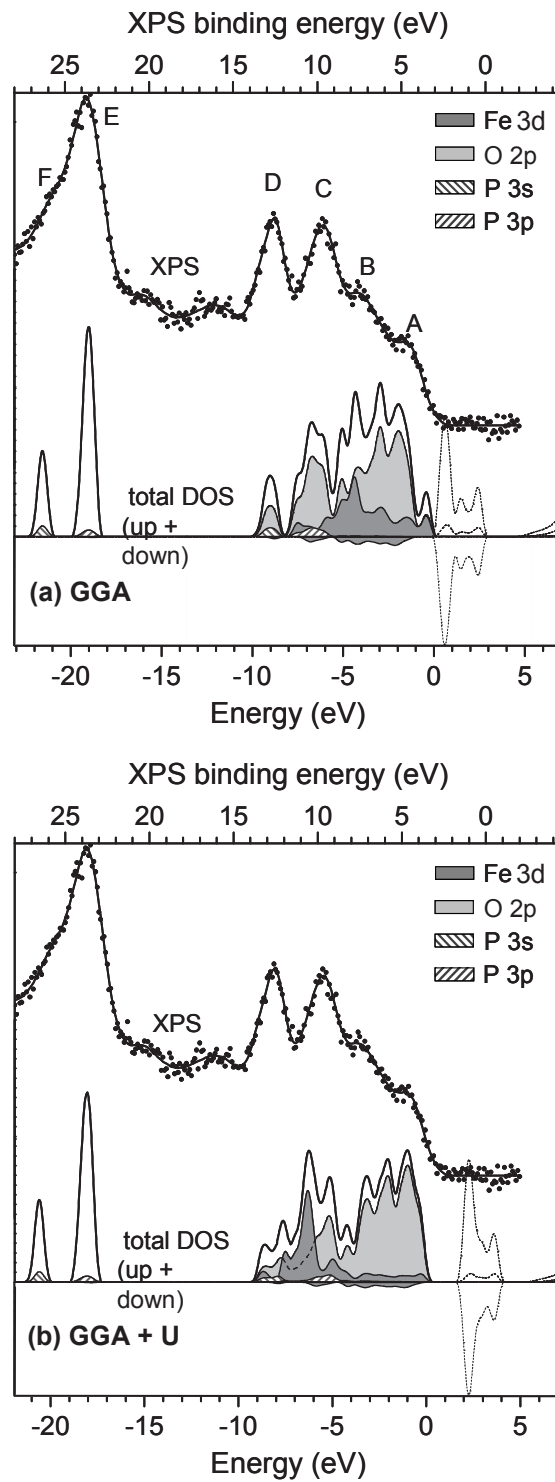 XPS binding energy (eV)
25 20 15 10 5 0
E
F
D
C
B
A
XPS
Fe 3d
O 2p
P 3s
P 3p
total DOS
(up +
down)
(a) GGA
-20 -15 -10 -5 0 5
Energy (eV)
XPS binding energy (eV)
25 20 15 10 5 0
Fe 3d
O 2p
P 3s
P 3p
XPS
total DOS
(up +
down)
(b) GGA + U
-20 -15 -10 -5 0 5
Energy (eV)